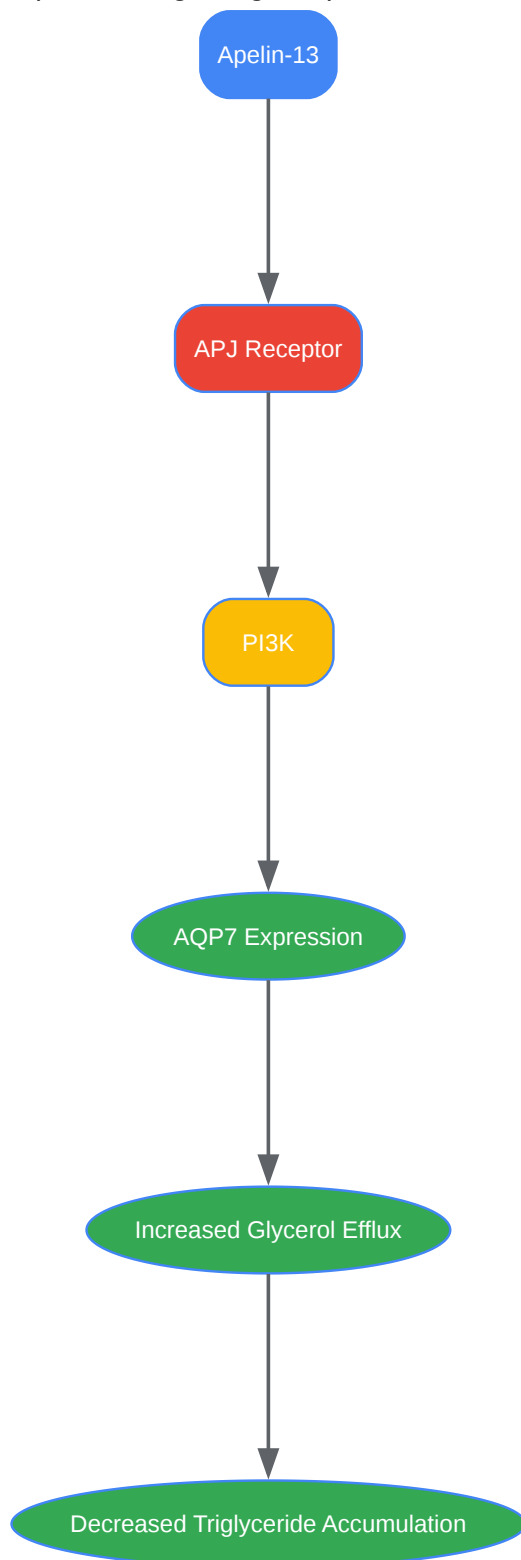 Apelin-13
APJ Receptor
PI3K
AQP7 Expression
Increased Glycerol Efflux
Decreased Triglyceride Accumulation